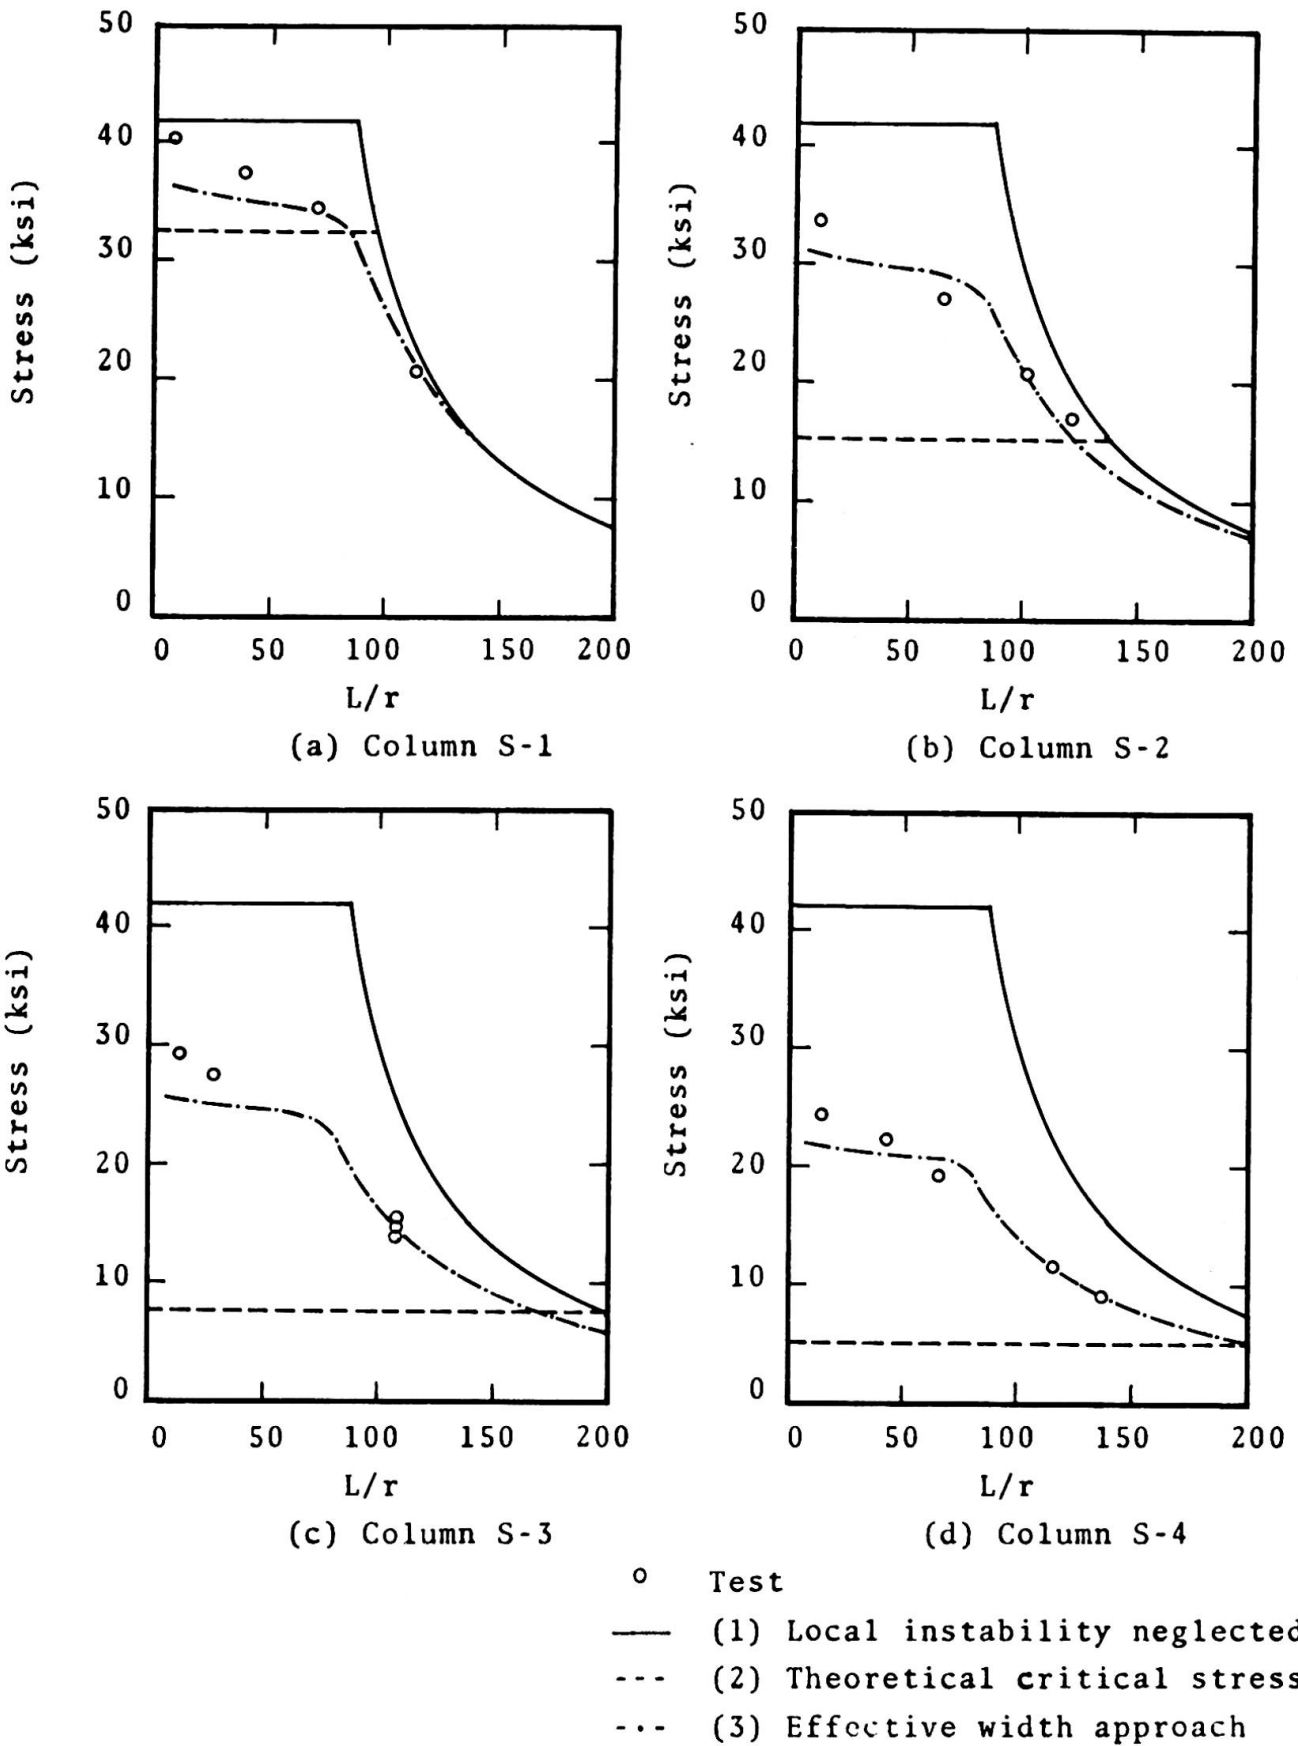 50
40
30
20
10
0
Stress (ksi)
0 50 100 150 200
L/r
(a) Column S-1
50
40
30
20
10
0
Stress (ksi)
0 50 100 150 200
L/r
(b) Column S-2
50
40
30
20
10
0
Stress (ksi)
0 50 100 150 200
L/r
(c) Column S-3
50
40
30
20
10
0
Stress (ksi)
0 50 100 150 200
L/r
(d) Column S-4
Test
(1) Local instability neglected
(2) Theoretical critical stress
(3) Effective width approach